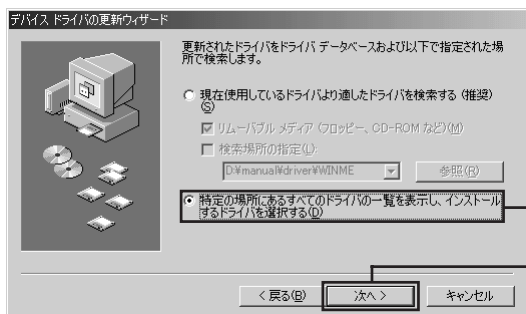 デバイス ドライバの更新ウィザード
更新されたドライバをドライバ データベースおよび以下で指定された場
所で検索します。
現在使用しているドライバより適したドライバを検索する (推奨)
(S)
リムーバブル メディア (フロッピー、CD-ROM など)(M)
検索場所の指定(L):
D:¥manual¥driver¥WINME
参照(R)
特定の場所にあるすべてのドライバの一覧を表示し、インストール
するドライバを選択する(D)
< 戻る(B)
次へ >
キャンセル